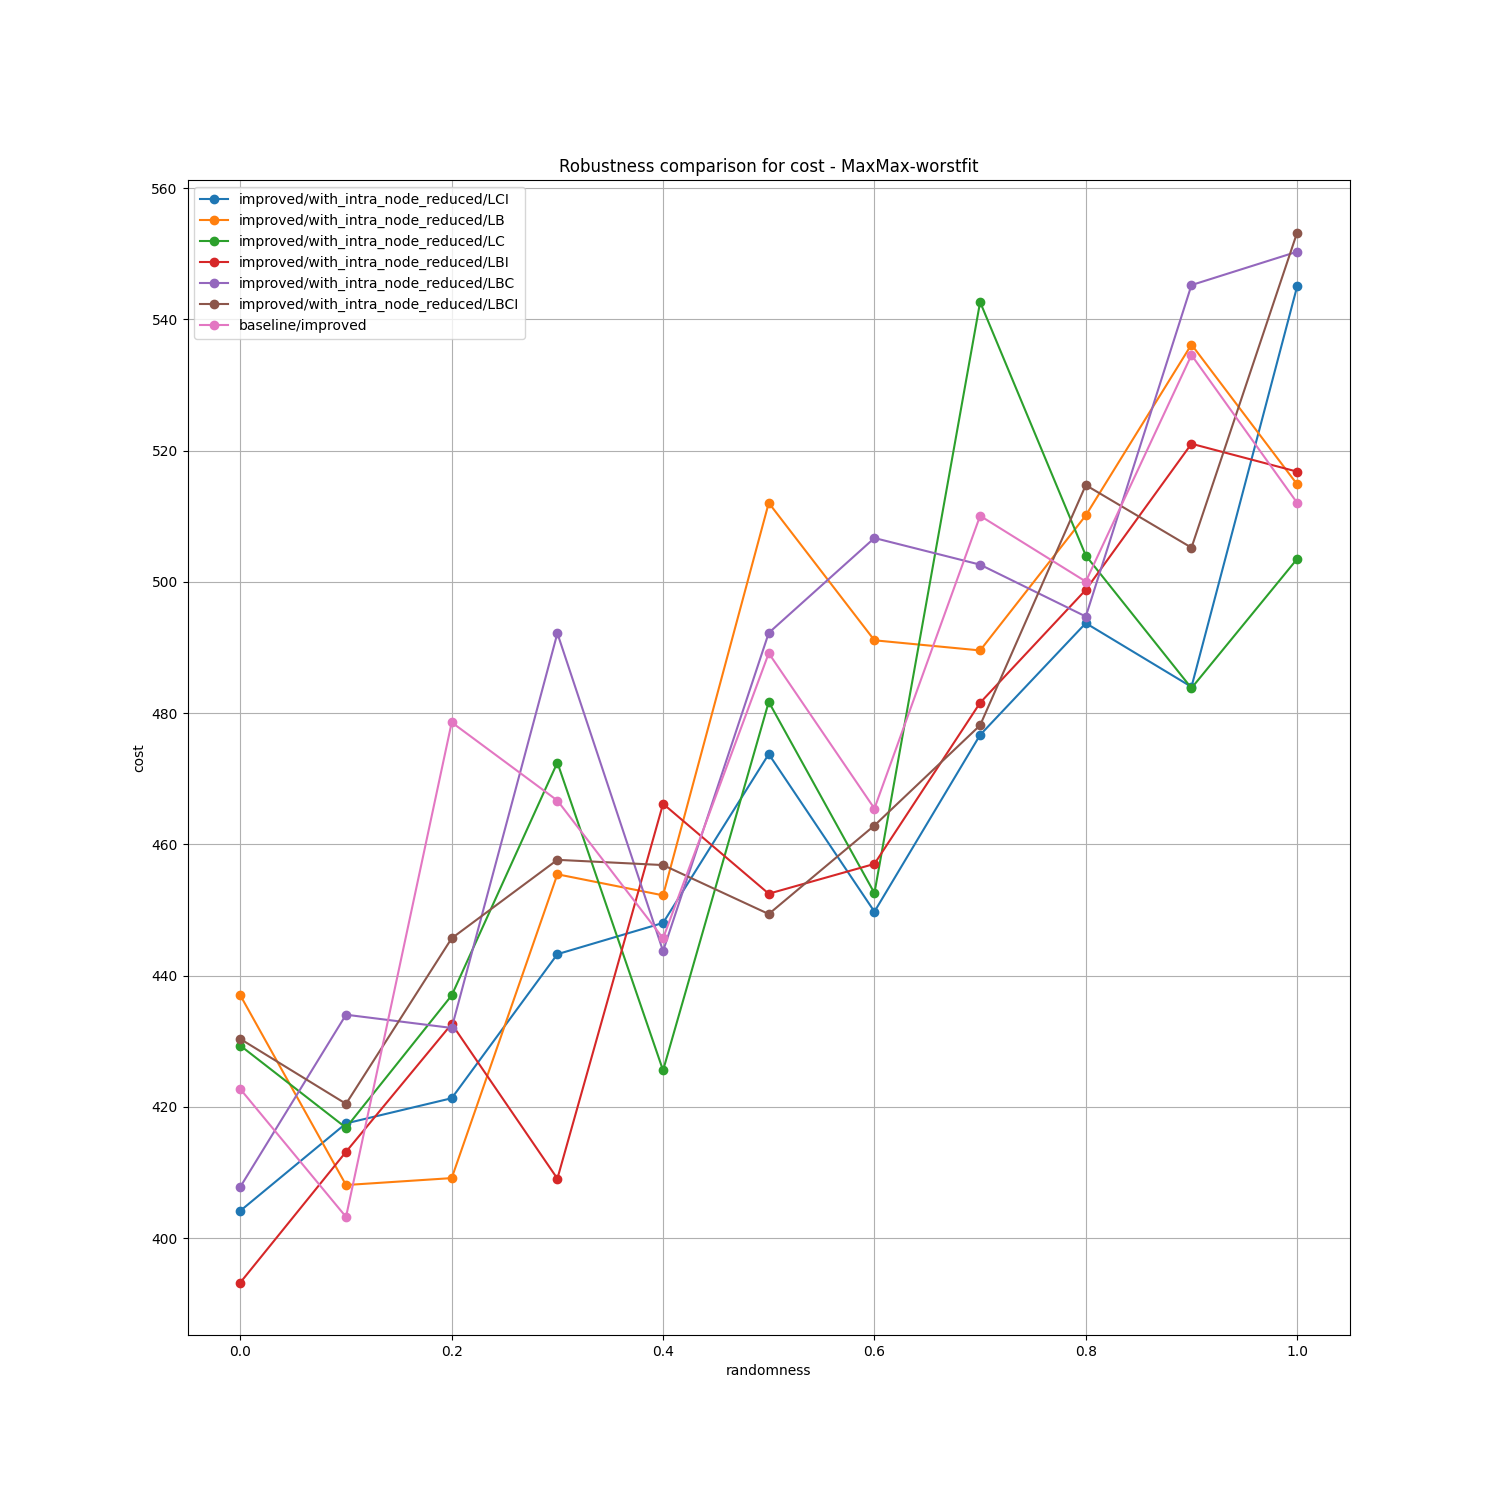 Robustness comparison for cost - MaxMax-worstfit
560
540
520
500
480
460
440
420
400
cost
improved/with_intra_node_reduced/LCI
improved/with_intra_node_reduced/LB
improved/with_intra_node_reduced/LC
improved/with_intra_node_reduced/LBI
improved/with_intra_node_reduced/LBC
improved/with_intra_node_reduced/LBCI
baseline/improved
0.0 0.2 0.4 0.6 0.8 1.0
randomness